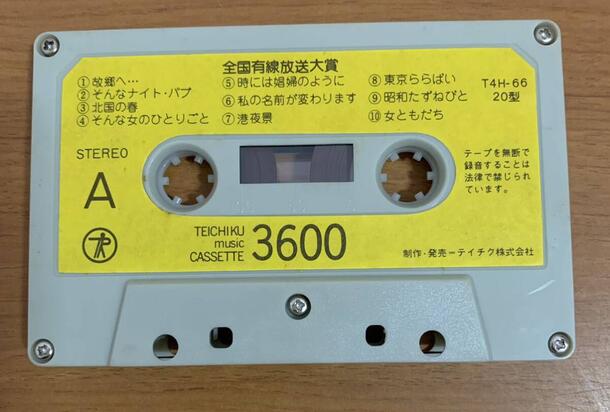 全国有線放送大賞
①故郷へ…
②そんなナイト・パブ
③北国の春
④そんな女のひとりごと
⑤時には娼婦のように
⑥私の名前が変わります
⑦港夜景
⑧東京ららばい
⑨昭和たずねびと
⑩女ともだち
T4H-66
20型
STEREO
A
テープを無断で
録音することは
法律で禁じられ
ています。
TEICHIKU
music
CASSETTE
3600
制作・発売ーテイチク株式会社